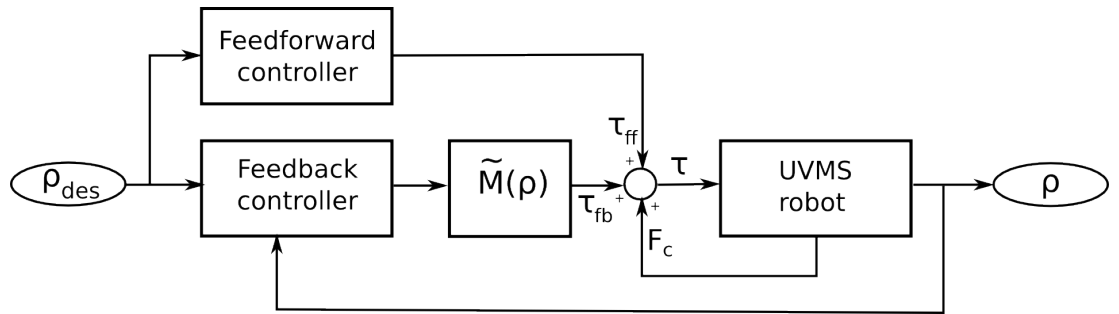 Feedforward
controller
τff
ρdes
Feedback
controller
M̃(ρ)
τfb
+
+
+
τ
Fc
UVMS
robot
ρ